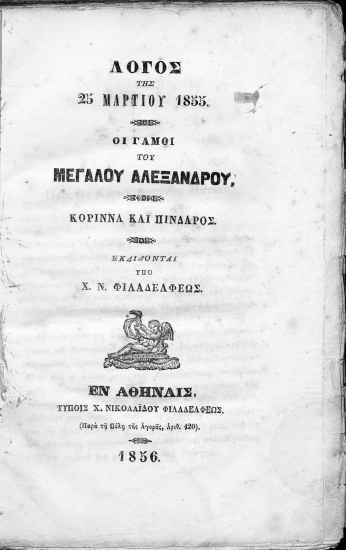 ΛΟΓΟΣ
ΤΗΣ
25 ΜΑΡΤΙΟΥ 1855.
ΟΙ ΓΑΜΟΙ
ΤΟΥ
ΜΕΓΑΛΟΥ ΑΛΕΞΑΝΔΡΟΥ,
ΚΟΡΙΝΝΑ ΚΑΙ ΠΙΝΔΑΡΟΣ.
ΕΚΔΙΔΟΝΤΑΙ
ΥΠΟ
Χ. Ν. ΦΙΛΑΔΕΛΦΕΩΣ.
ΕΝ ΑΘΗΝΑΙΣ,
ΤΥΠΟΙΣ Χ. ΝΙΚΟΛΑΪΔΟΥ ΦΙΛΑΔΕΛΦΕΩΣ.
(Παρὰ τῇ Πύλῃ τῆς Ἀγορᾶς, Ἀριθ. 420).
1856.